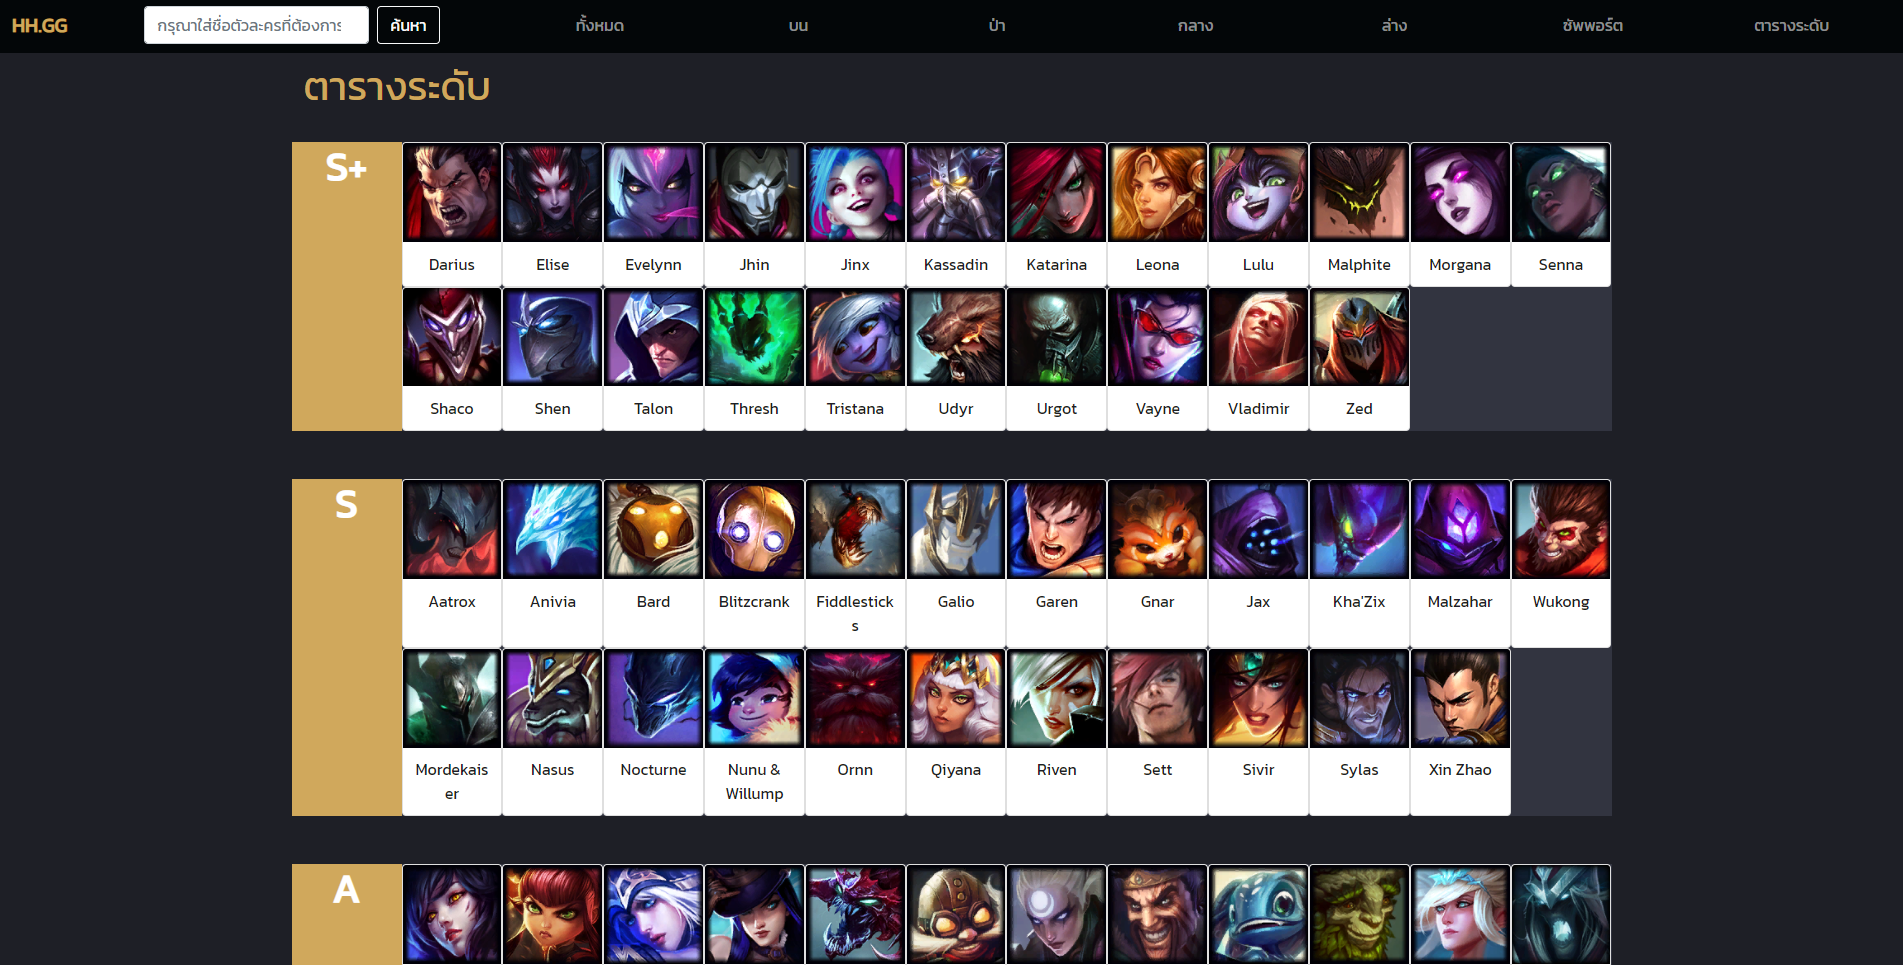 HH.GG กรุณาใส่ชื่อตัวละครที่ต้องการ ค้นหา ทั้งหมด บน ป่า กลาง ล่าง ซัพพอร์ต ตารางระดับ
ตารางระดับ
S+
Darius Elise Evelynn Jhin Jinx Kassadin Katarina Leona Lulu Malphite Morgana Senna
Shaco Shen Talon Thresh Tristana Udyr Urgot Vayne Vladimir Zed
S
Aatrox Anivia Bard Blitzcrank Fiddlestick Galio Garen Gnar Jax Kha'Zix Malzahar Wukong
s
Mordekais Nasus Nocturne Nunu & Ornn Qiyana Riven Sett Sivir Sylas Xin Zhao
er Willump
A